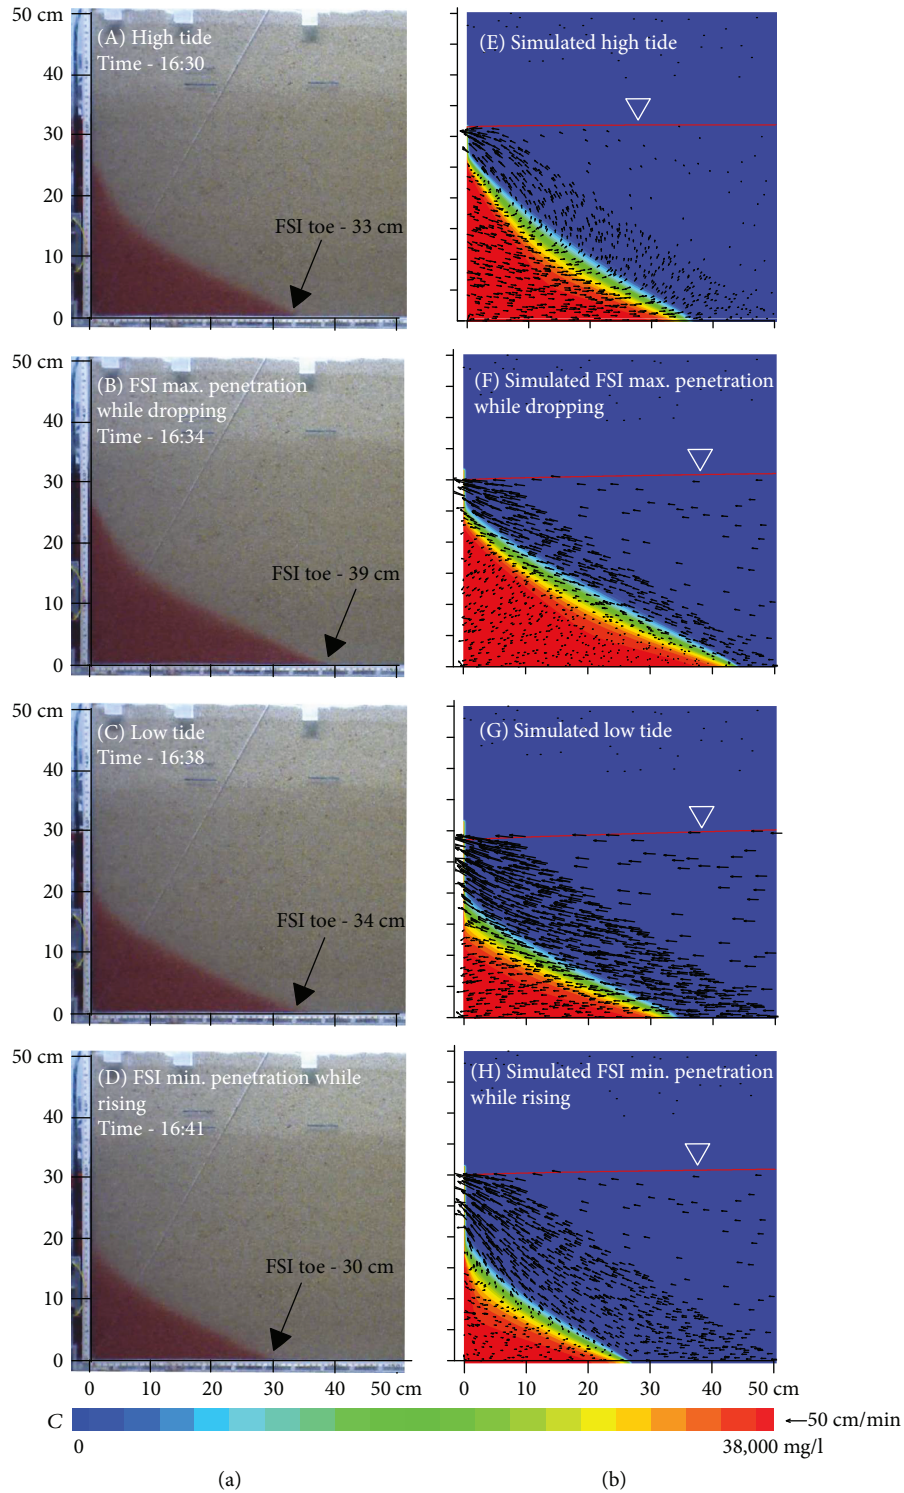 50 cm
40
30
20
10
0
(A) High tide
Time - 16:30
FSI toe - 33 cm
(E) Simulated high tide
50 cm
40
30
20
10
0
(B) FSI max. penetration
while dropping
Time - 16:34
FSI toe - 39 cm
(F) Simulated FSI max. penetration
while dropping
50 cm
40
30
20
10
0
(C) Low tide
Time - 16:38
FSI toe - 34 cm
(G) Simulated low tide
50 cm
40
30
20
10
0
(D) FSI min. penetration while
rising
Time - 16:41
FSI toe - 30 cm
(H) Simulated FSI min. penetration
while rising
0 10 20 30 40 50 cm
0 10 20 30 40 50 cm
C
50 cm/min
0
38,000 mg/l
(a)
(b)